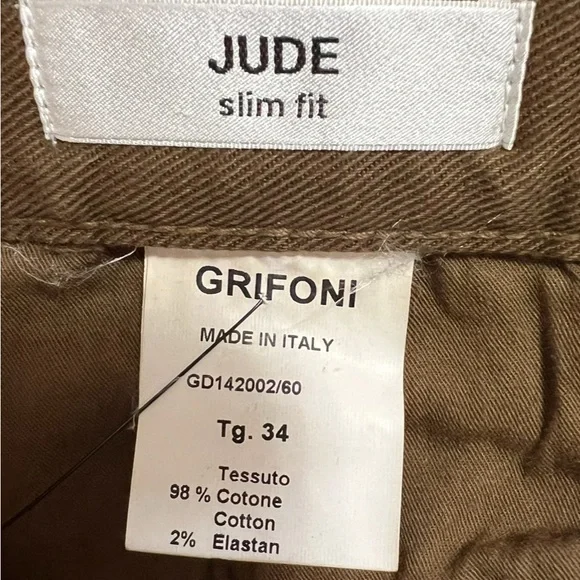 JUDE
slim fit
GRIFONI
MADE IN ITALY
GD142002/60
Tg. 34
Tessuto
98 % Cotone
Cotton
2% Elastan